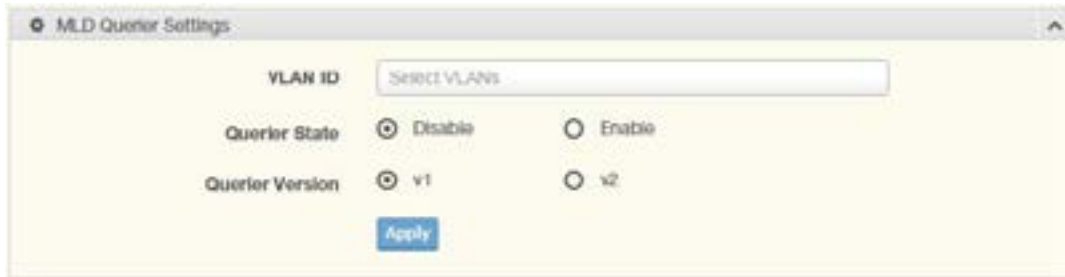 MLD Querier Settings
VLAN ID Select VLANs
Querier State Disable Enable
Querier Version v1 v2
Apply